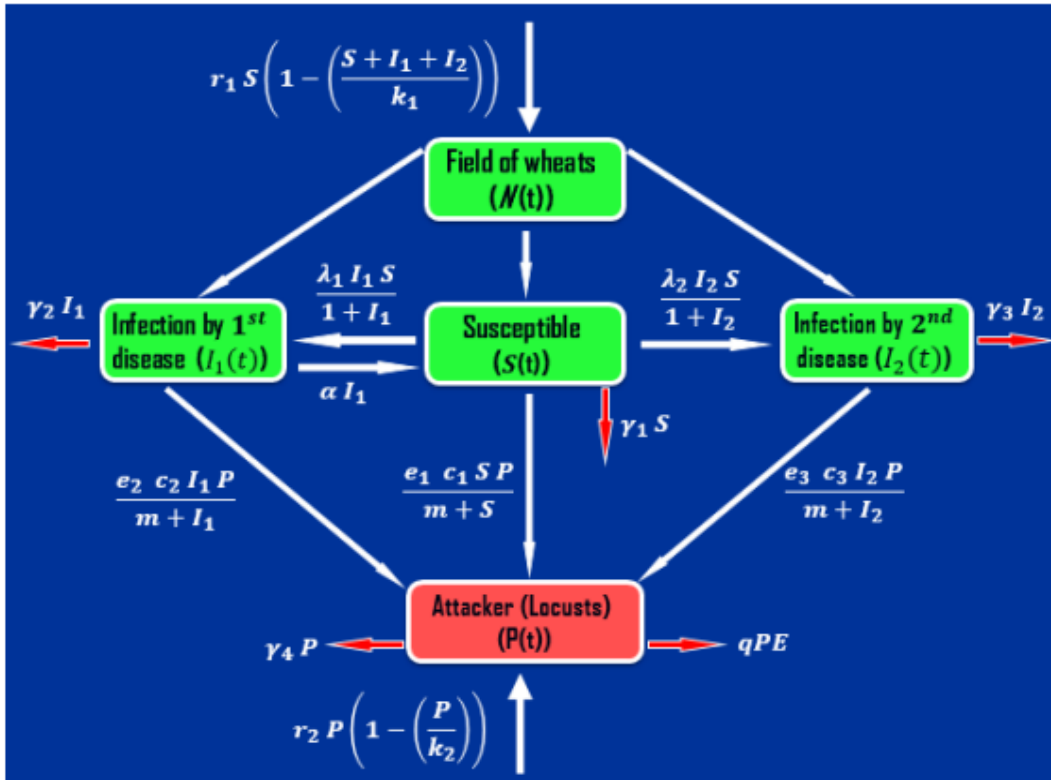 r₁ S(1 − ((S + I₁ + I₂)/k₁))
Field of wheats
(N(t))
γ₂ I₁
λ₁ I₁ S / 1 + I₁
λ₂ I₂ S / 1 + I₂
γ₃ I₂
Infection by 1ˢᵗ
disease (I₁(t))
Susceptible
(S(t))
Infection by 2ⁿᵈ
disease (I₂(t))
α I₁
γ₁ S
e₂ c₂ I₁ P / m + I₁
e₁ c₁ S P / m + S
e₃ c₃ I₂ P / m + I₂
Attacker (Locusts)
(P(t))
γ₄ P
qPE
r₂ P(1 − (P/k₂))